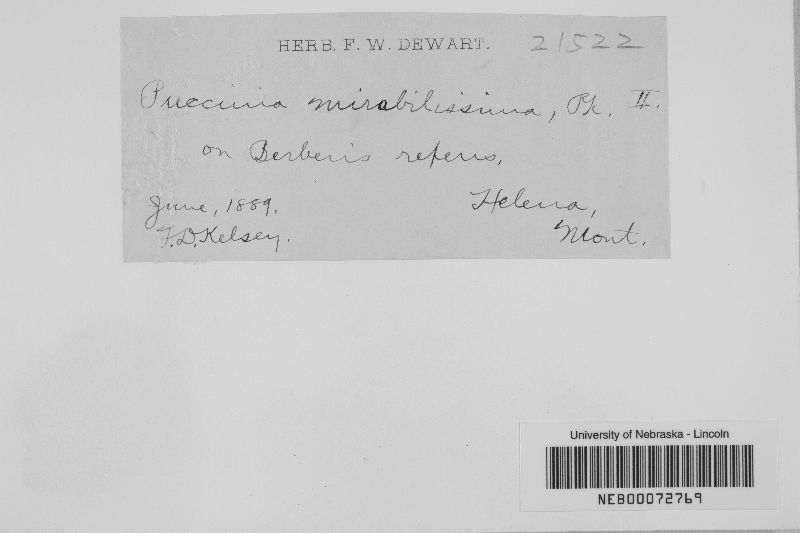 HERB. F. W. DEWART. 21522
Puccinia mirabilissima, Pk. II.
on Berberis repens,
June, 1889. Helena,
F.D. Kelsey. Mont.
University of Nebraska - Lincoln
NEB00072769